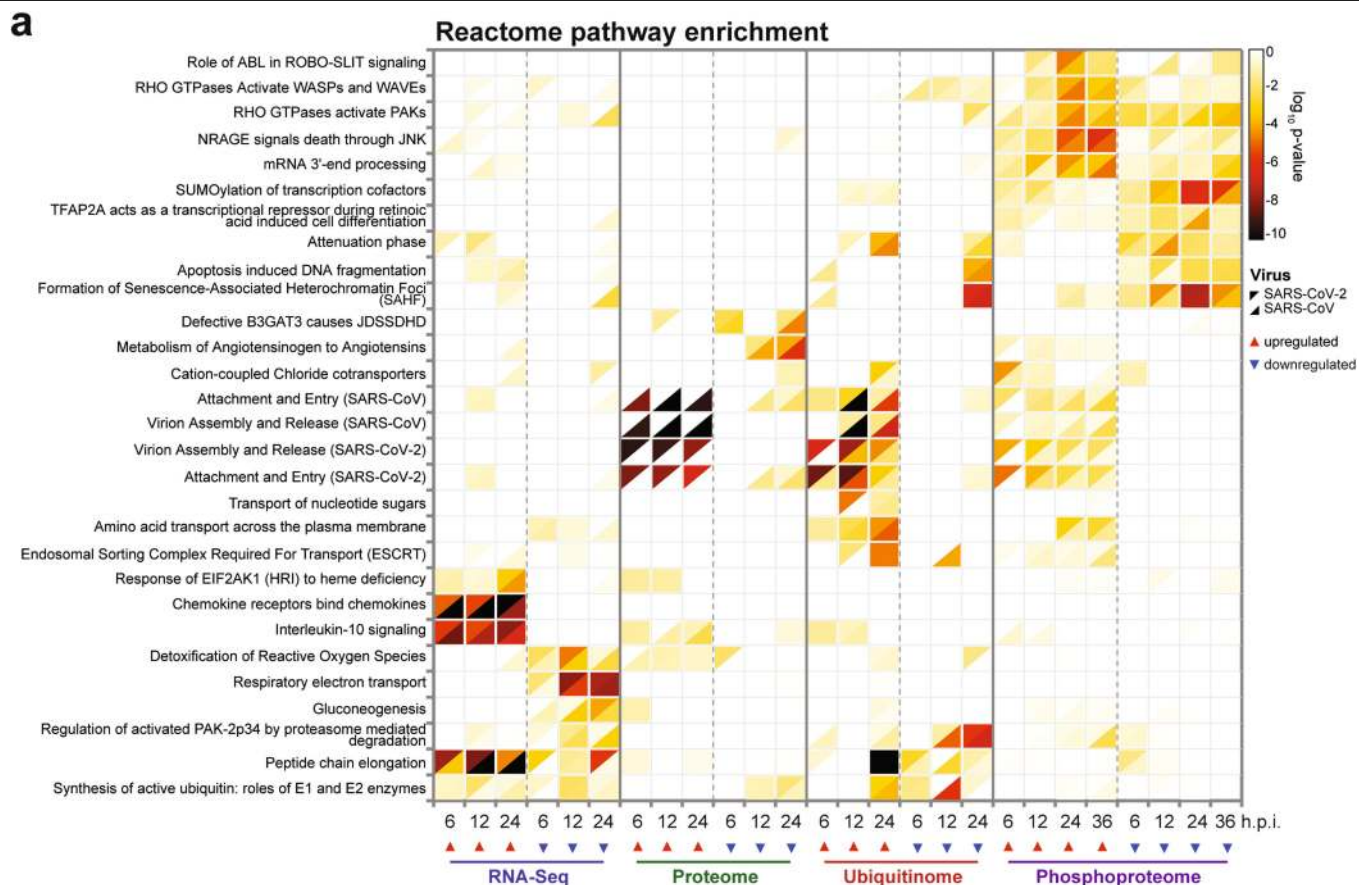 a
Reactome pathway enrichment
Role of ABL in ROBO-SLIT signaling
RHO GTPases Activate WASPs and WAVEs
RHO GTPases activate PAKs
NRAGE signals death through JNK
mRNA 3'-end processing
SUMOylation of transcription cofactors
TFAP2A acts as a transcriptional repressor during retinoic
acid induced cell differentiation
Attenuation phase
Apoptosis induced DNA fragmentation
Formation of Senescence-Associated Heterochromatin Foci
(SAHF)
Defective B3GAT3 causes JDSSDHD
Metabolism of Angiotensinogen to Angiotensins
Cation-coupled Chloride cotransporters
Attachment and Entry (SARS-CoV)
Virion Assembly and Release (SARS-CoV)
Virion Assembly and Release (SARS-CoV-2)
Attachment and Entry (SARS-CoV-2)
Transport of nucleotide sugars
Amino acid transport across the plasma membrane
Endosomal Sorting Complex Required For Transport (ESCRT)
Response of EIF2AK1 (HRI) to heme deficiency
Chemokine receptors bind chemokines
Interleukin-10 signaling
Detoxification of Reactive Oxygen Species
Respiratory electron transport
Gluconeogenesis
Regulation of activated PAK-2p34 by proteasome mediated
degradation
Peptide chain elongation
Synthesis of active ubiquitin: roles of E1 and E2 enzymes
6 12 24 6 12 24 6 12 24 6 12 24 6 12 24 6 12 24 6 12 24 36 6 12 24 36 h.p.i.
RNA-Seq Proteome Ubiquitinome Phosphoproteome
0
-2
-4
-6
-8
-10
log10 p-value
Virus
SARS-CoV-2
SARS-CoV
upregulated
downregulated